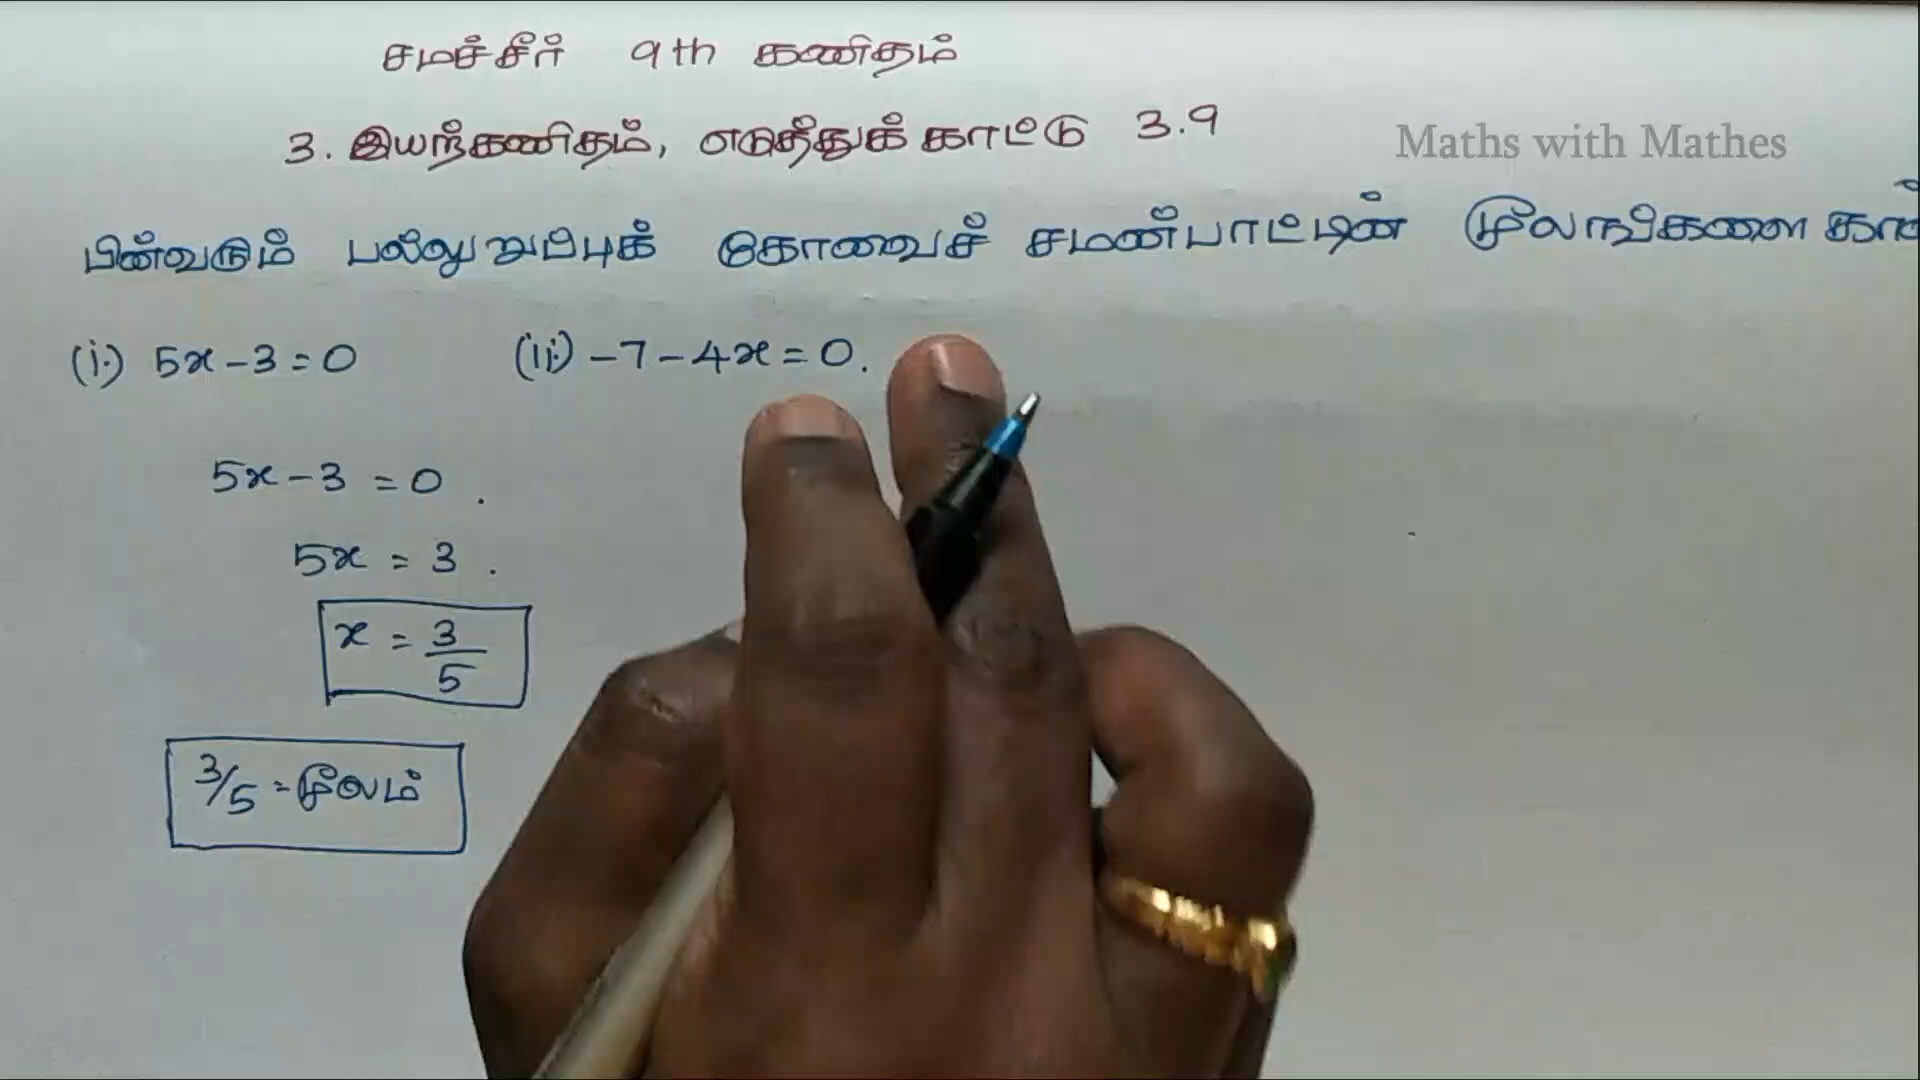 சமச்சீர் 9th கணிதம்
3. இயற்கணிதம், எடுத்துக்காட்டு 3.9
Maths with Mathes
பின்வரும் பல்லுறுப்புக் கோவைச் சமன்பாட்டின் மூலங்களை
(i) 5x-3=0 (ii) -7-4x=0.
5x-3=0.
5x=3.
x = 3/5
3/5 = மூலம்